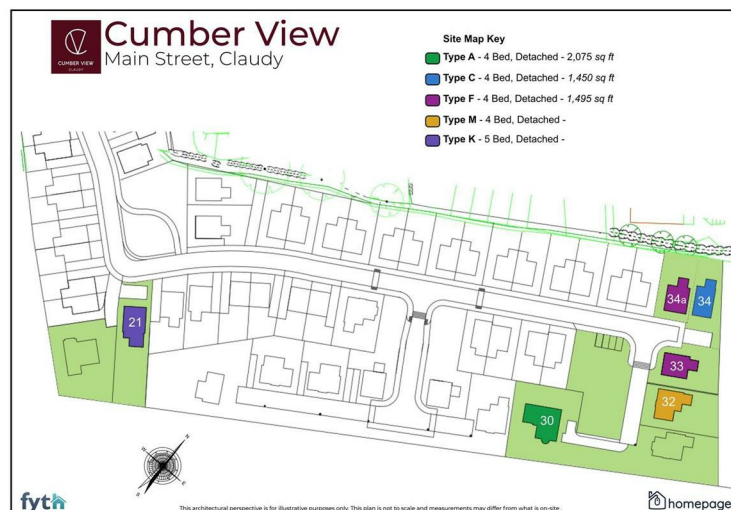 CUMBER VIEW
CLAUDY
Cumber View
Main Street, Claudy
Site Map Key
Type A - 4 Bed, Detached - 2,075 sq ft
Type C - 4 Bed, Detached - 1,450 sq ft
Type F - 4 Bed, Detached - 1,495 sq ft
Type M - 4 Bed, Detached -
Type K - 5 Bed, Detached -
34a
34
21
33
32
30
N
W
E
S
fyth
This architectural perspective is for illustrative purposes only. This plan is not to scale and measurements may differ from what is on-site.
homepage